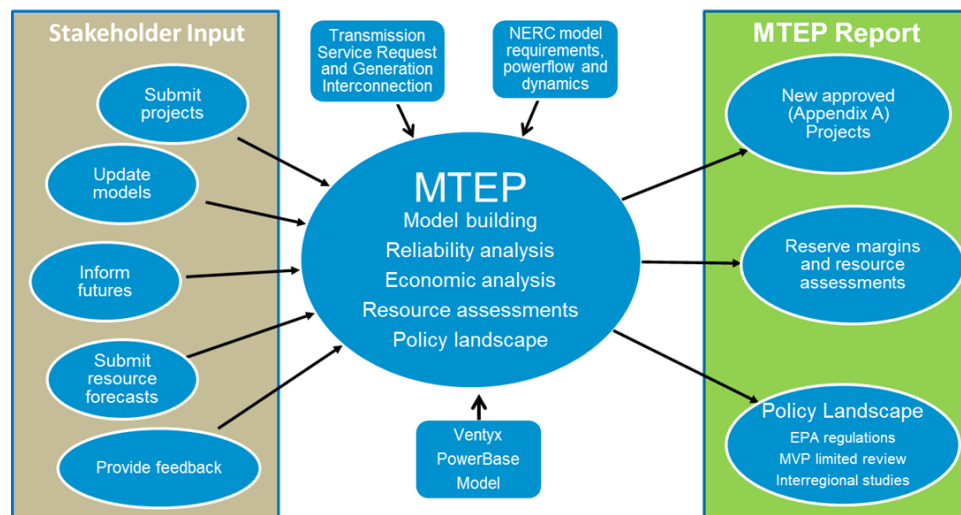 Stakeholder Input
Submit
projects
Update
models
Inform
futures
Submit
resource
forecasts
Provide feedback
Transmission
Service Request
and Generation
Interconnection
NERC model
requirements,
powerflow and
dynamics
MTEP
Model building
Reliability analysis
Economic analysis
Resource assessments
Policy landscape
Ventyx
PowerBase
Model
MTEP Report
New approved
(Appendix A)
Projects
Reserve margins
and resource
assessments
Policy Landscape
EPA regulations
MVP limited review
Interregional studies